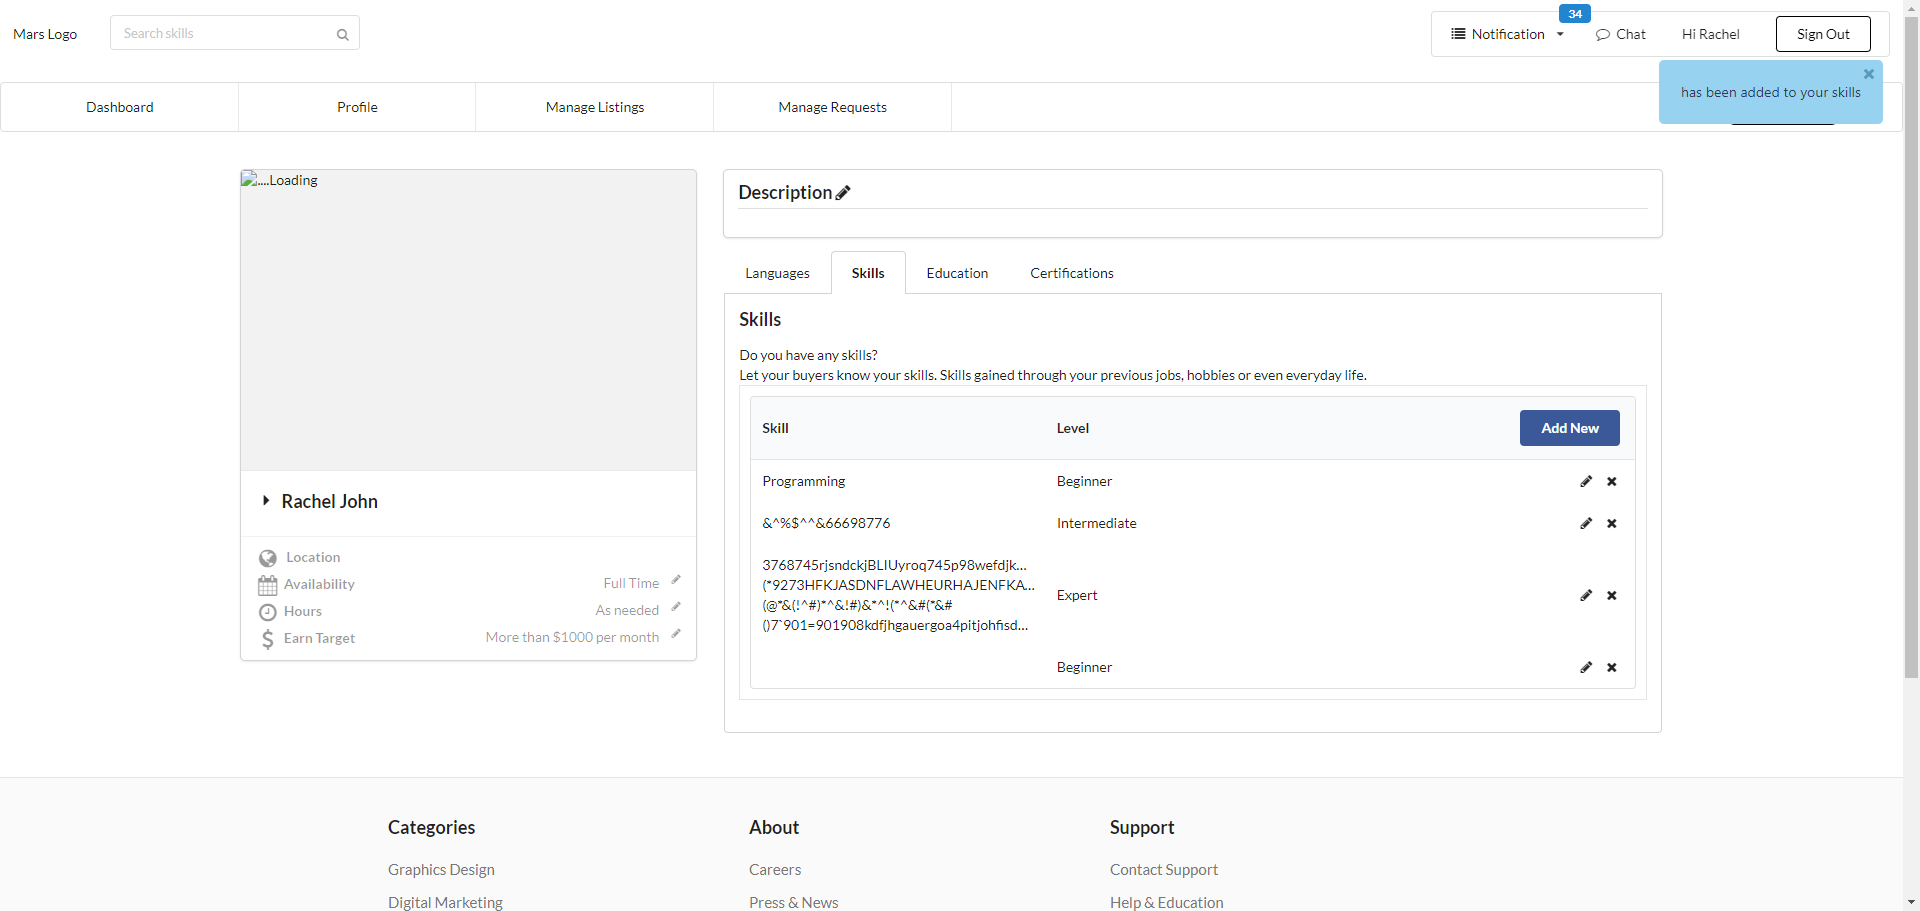 Mars Logo
Search skills
34
Notification
Chat
Hi Rachel
Sign Out
has been added to your skills
Dashboard
Profile
Manage Listings
Manage Requests
....Loading
Rachel John
Location
Availability
Full Time
Hours
As needed
Earn Target
More than $1000 per month
Description
Languages
Skills
Education
Certifications
Skills
Do you have any skills?
Let your buyers know your skills. Skills gained through your previous jobs, hobbies or even everyday life.
Skill
Level
Add New
Programming
Beginner
&^%$^^&66698776
Intermediate
3768745rjsndckjBLIUyroq745p98wefdjk...
(*9273HFKJASDNFLAWHEURHAJENFKA...
(@*&(!^#)*^&!#)&*^!(*^&#(*&#
()7`901=901908kdfjhgauergoa4pitjohfisd...
Expert
Beginner
Categories
Graphics Design
Digital Marketing
About
Careers
Press & News
Support
Contact Support
Help & Education